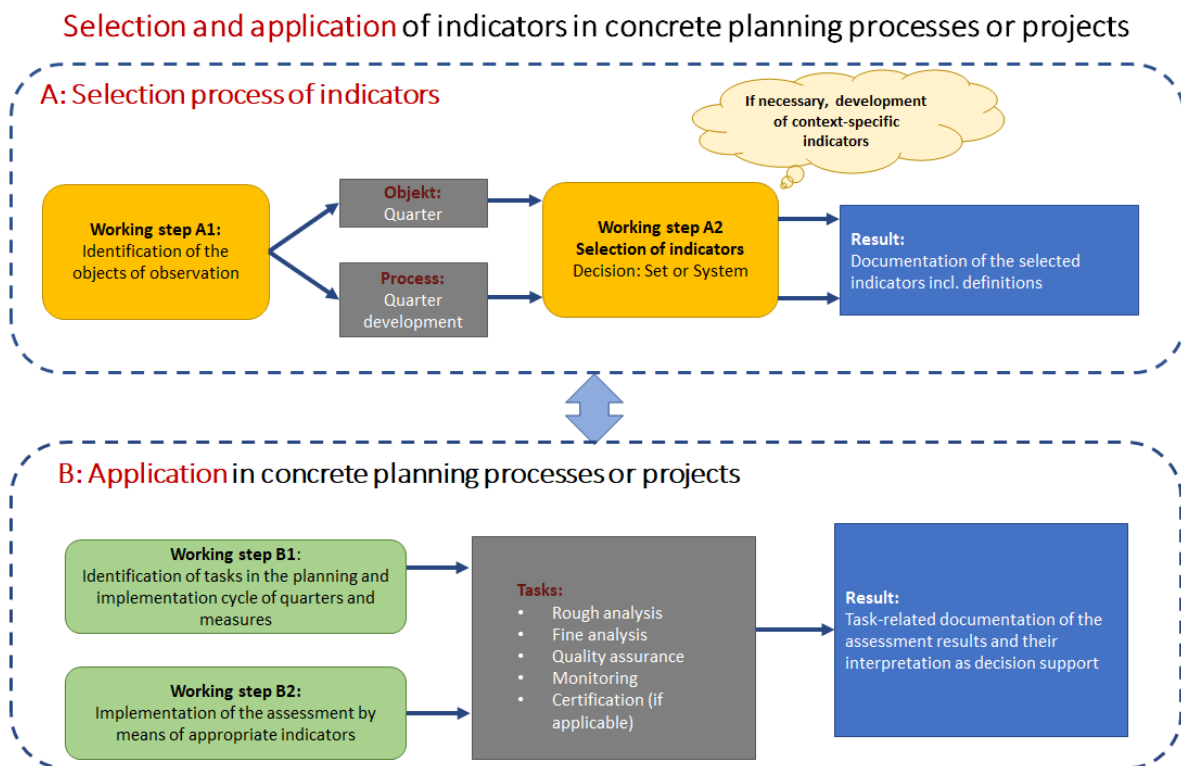 Selection and application of indicators in concrete planning processes or projects
A: Selection process of indicators
If necessary, development
of context-specific
indicators
Working step A1:
Identification of the
objects of observation
Objekt:
Quarter
Process:
Quarter
development
Working step A2
Selection of indicators
Decision: Set or System
Result:
Documentation of the selected
indicators incl. definitions
B: Application in concrete planning processes or projects
Working step B1:
Identification of tasks in the planning and
implementation cycle of quarters and
measures
Working step B2:
Implementation of the assessment by
means of appropriate indicators
Tasks:
• Rough analysis
• Fine analysis
• Quality assurance
• Monitoring
• Certification (if
applicable)
Result:
Task-related documentation of the
assessment results and their
interpretation as decision support